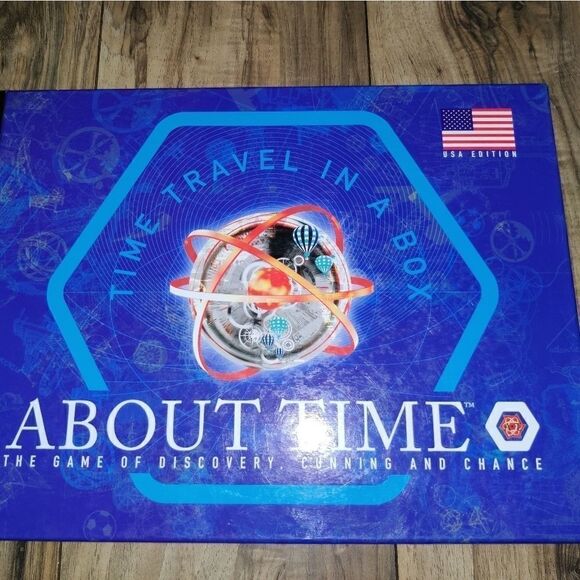 USA EDITION
TIME TRAVEL IN A BOX
ABOUT TIME™
THE GAME OF DISCOVERY, CUNNING AND CHANCE